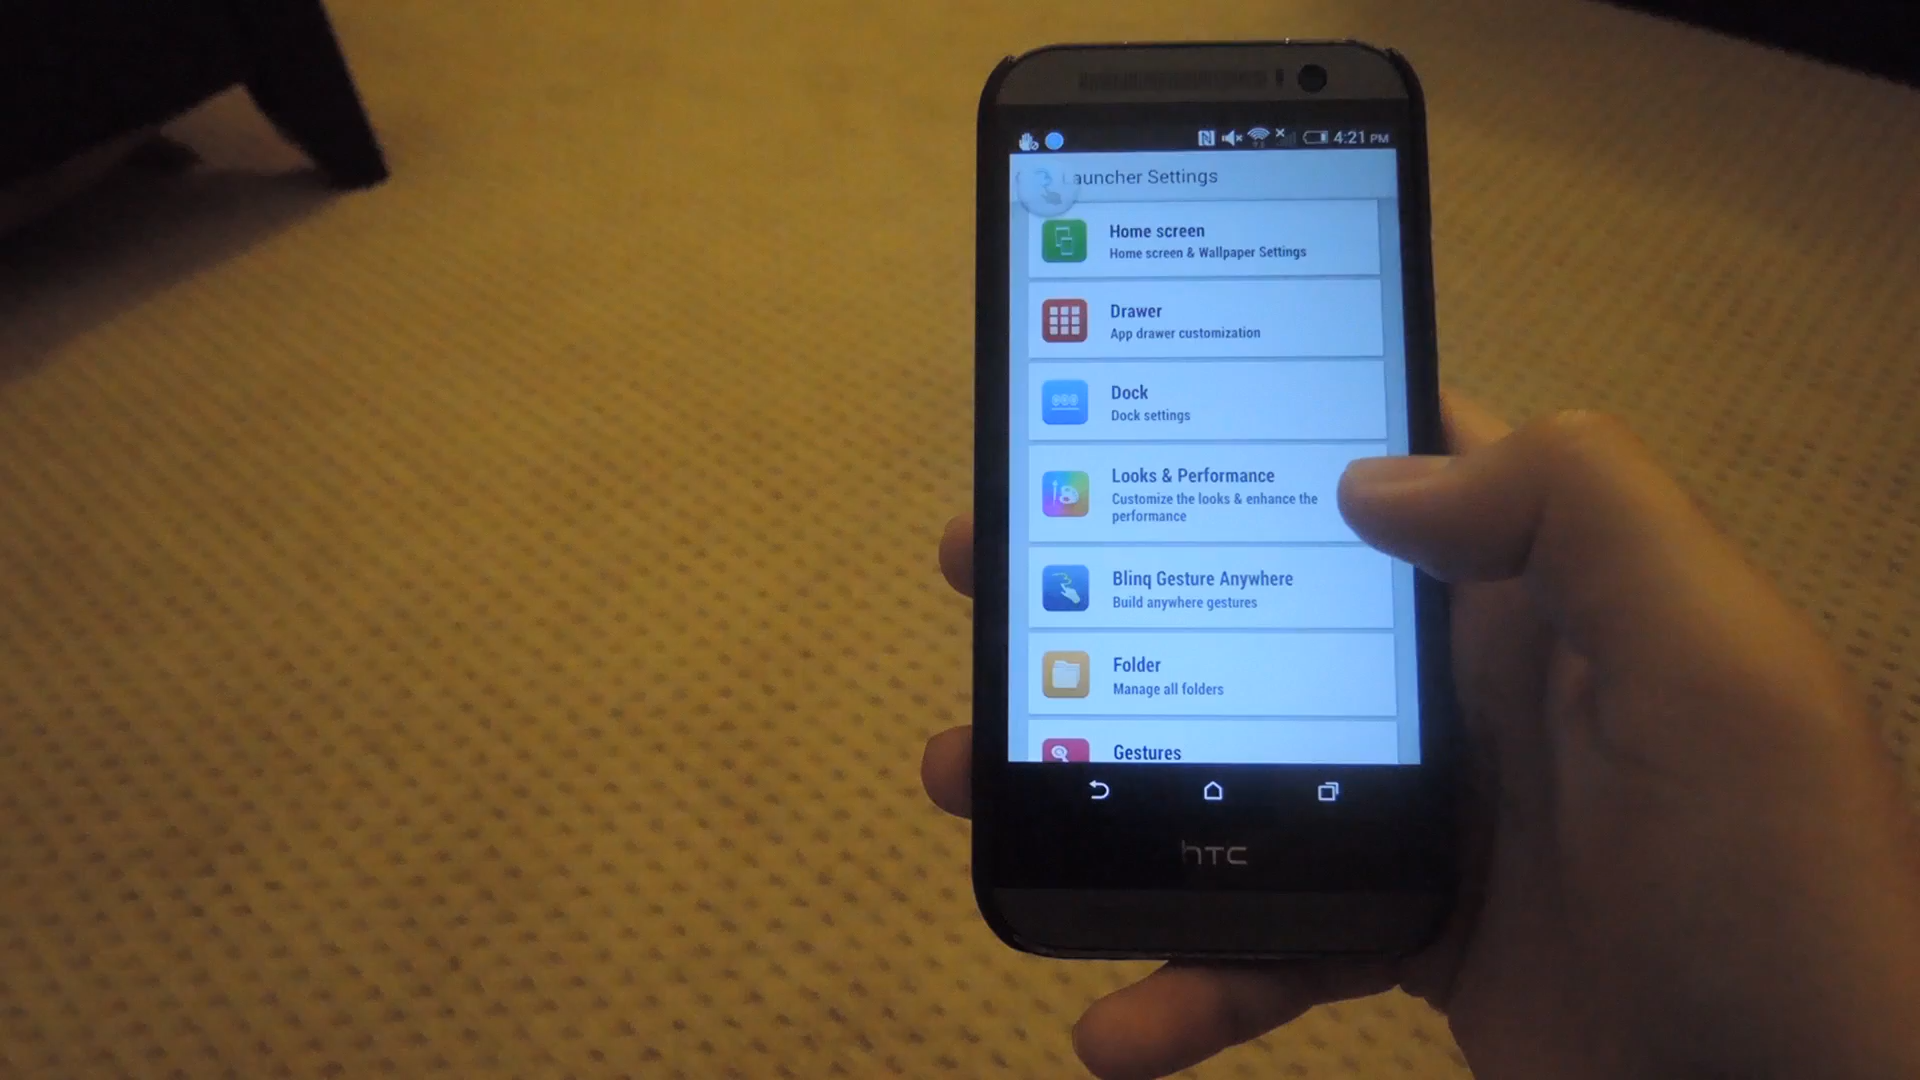 4:21 PM
Launcher Settings
Home screen
Home screen & Wallpaper Settings
Drawer
App drawer customization
Dock
Dock settings
Looks & Performance
Customize the looks & enhance the
performance
Blinq Gesture Anywhere
Build anywhere gestures
Folder
Manage all folders
Gestures
hTC